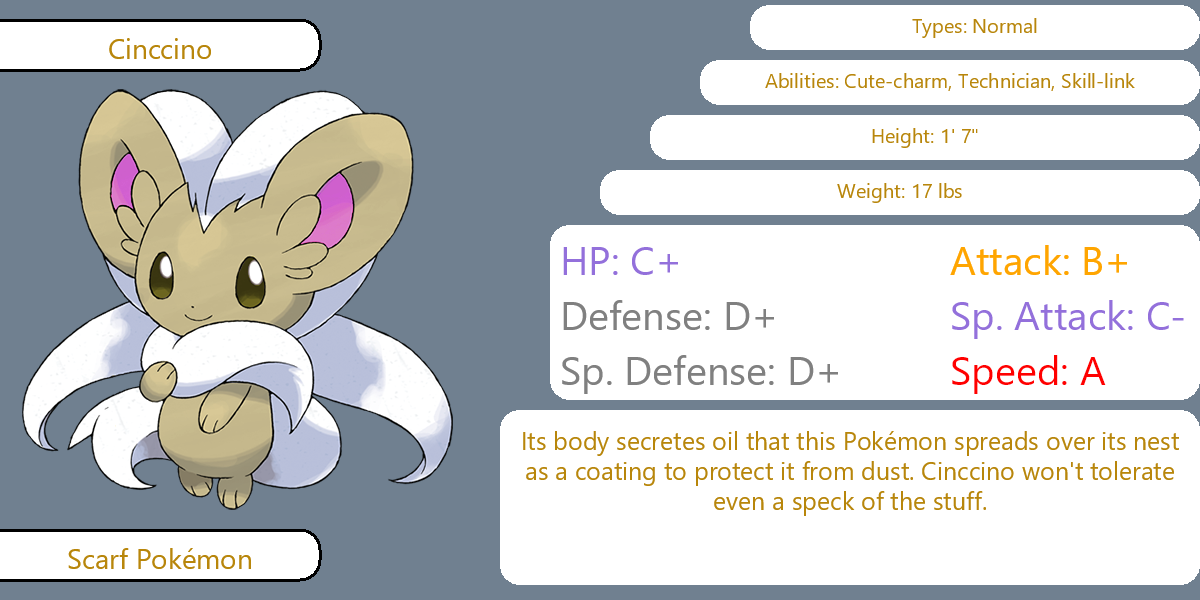 Cinccino
Types: Normal
Abilities: Cute-charm, Technician, Skill-link
Height: 1' 7"
Weight: 17 lbs
HP: C+
Attack: B+
Defense: D+
Sp. Attack: C-
Sp. Defense: D+
Speed: A
Its body secretes oil that this Pokémon spreads over its nest
as a coating to protect it from dust. Cinccino won't tolerate
even a speck of the stuff.
Scarf Pokémon